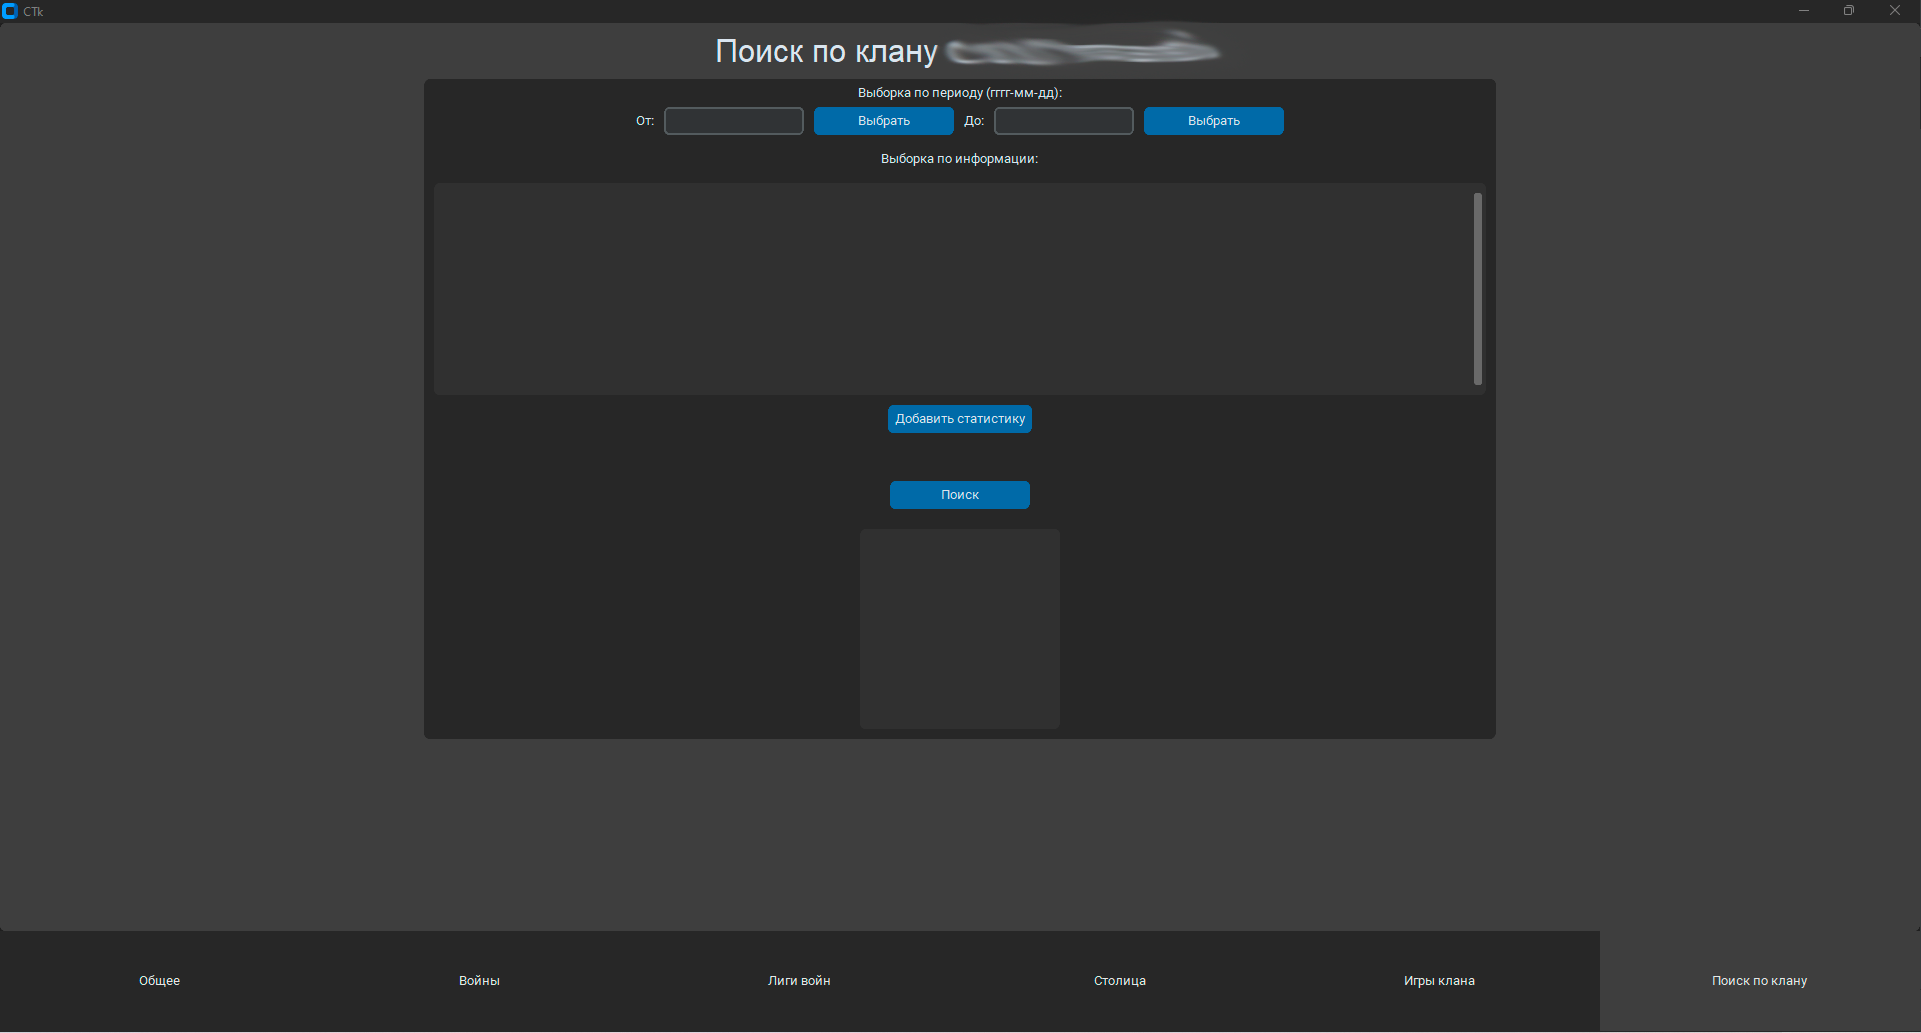 CTk
Поиск по клану
Выборка по периоду (гггг-мм-дд):
От: Выбрать До: Выбрать
Выборка по информации:
Добавить статистику
Поиск
Общее Войны Лиги войн Столица Игры клана Поиск по клану